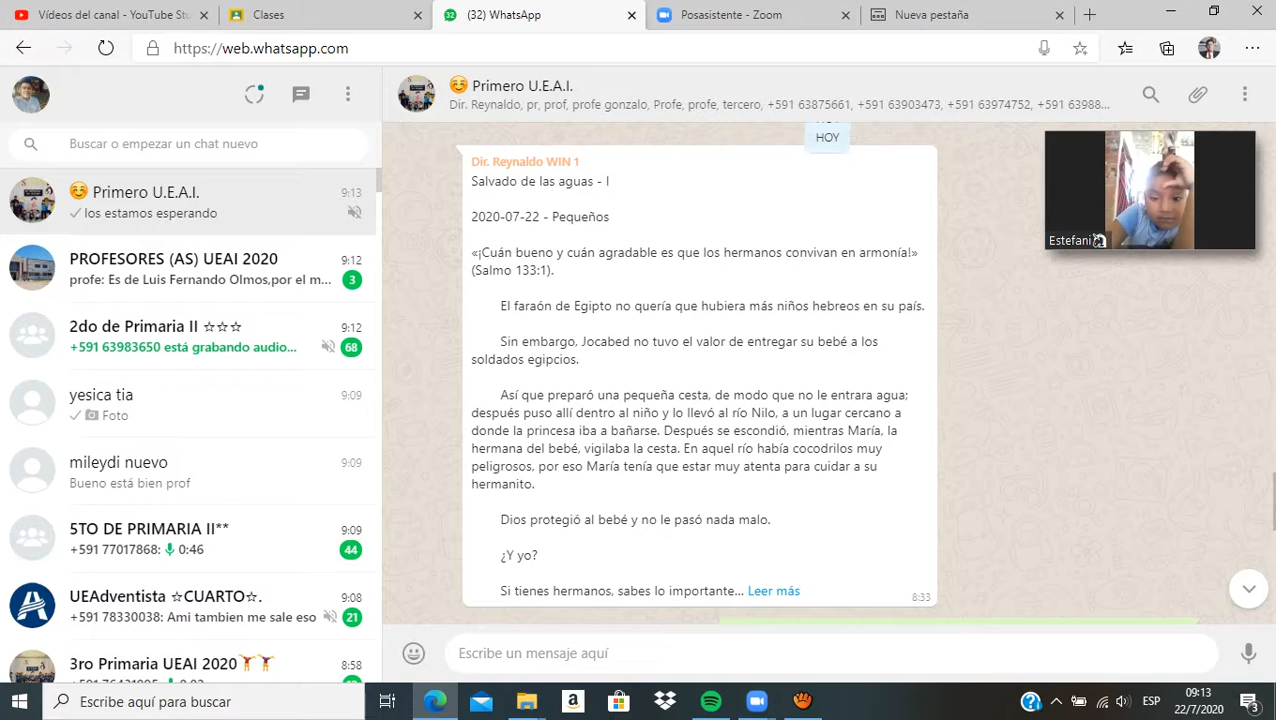 Vídeos del canal - YouTube Stu
Clases
(32) WhatsApp
Posasistente - Zoom
Nueva pestaña
https://web.whatsapp.com
Primero U.E.A.I.
Dir. Reynaldo, pr, prof, profe gonzalo, Profe, profe, tercero, +591 63875661, +591 63903473, +591 63974752, +591 63988...
Buscar o empezar un chat nuevo
Primero U.E.A.I. 9:13
los estamos esperando
PROFESORES (AS) UEAI 2020 9:12
profe: Es de Luis Fernando Olmos,por el m... 3
2do de Primaria II ☆☆☆ 9:12
+591 63983650 está grabando audio... 68
yesica tia 9:09
Foto
mileydi nuevo 9:09
Bueno está bien prof
5TO DE PRIMARIA II** 9:09
+591 77017868: 0:46 44
UEAdventista ☆CUARTO☆. 9:08
+591 78330038: Ami tambien me sale eso 21
3ro Primaria UEAI 2020 8:58
HOY
Dir. Reynaldo WIN 1
Salvado de las aguas - I
2020-07-22 - Pequeños
«¡Cuán bueno y cuán agradable es que los hermanos convivan en armonía!»
(Salmo 133:1).
El faraón de Egipto no quería que hubiera más niños hebreos en su país.
Sin embargo, Jocabed no tuvo el valor de entregar su bebé a los
soldados egipcios.
Así que preparó una pequeña cesta, de modo que no le entrara agua;
después puso allí dentro al niño y lo llevó al río Nilo, a un lugar cercano a
donde la princesa iba a bañarse. Después se escondió, mientras María, la
hermana del bebé, vigilaba la cesta. En aquel río había cocodrilos muy
peligrosos, por eso María tenía que estar muy atenta para cuidar a su
hermanito.
Dios protegió al bebé y no le pasó nada malo.
¿Y yo?
Si tienes hermanos, sabes lo importante... Leer más
8:33
Escribe un mensaje aquí
Escribe aquí para buscar
ESP
09:13
22/7/2020
3